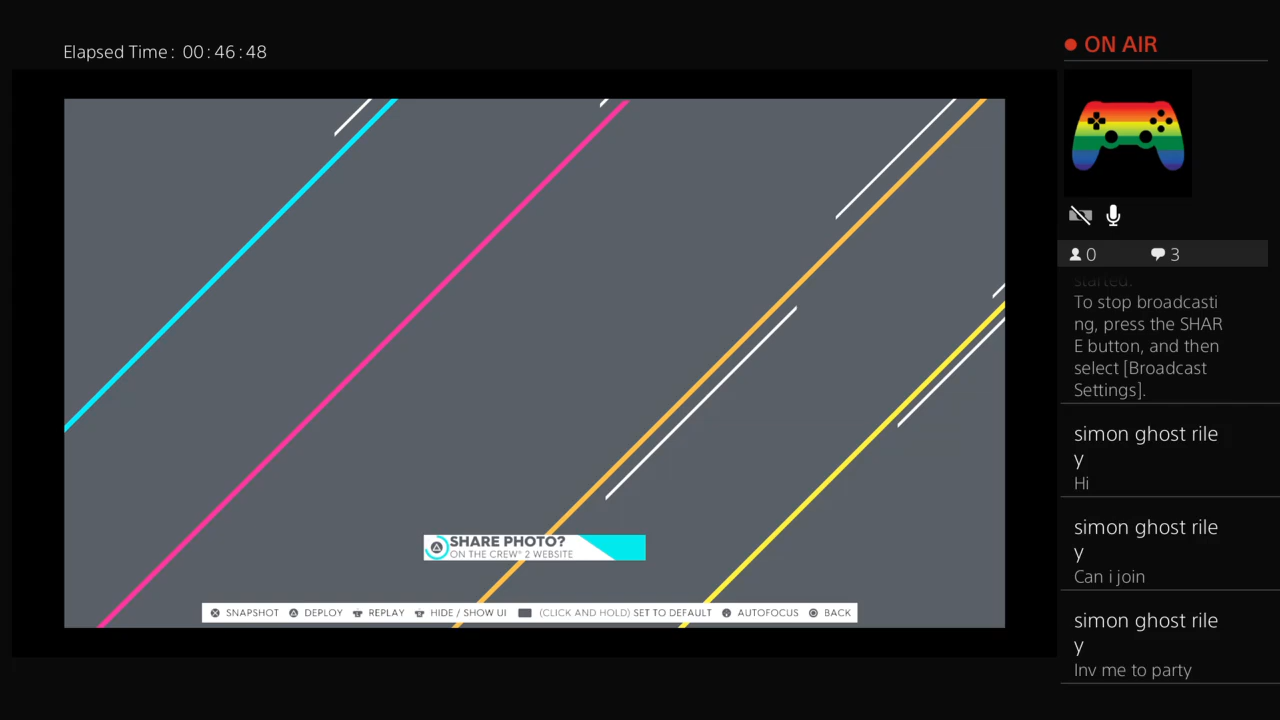 Elapsed Time: 00:46:48
ON AIR
0
3
started.
To stop broadcasti
ng, press the SHAR
E button, and then
select [Broadcast
Settings].
simon ghost rile
y
Hi
simon ghost rile
y
Can i join
simon ghost rile
y
Inv me to party
SHARE PHOTO?
ON THE CREW® 2 WEBSITE
SNAPSHOT DEPLOY REPLAY HIDE / SHOW UI (CLICK AND HOLD) SET TO DEFAULT AUTOFOCUS BACK